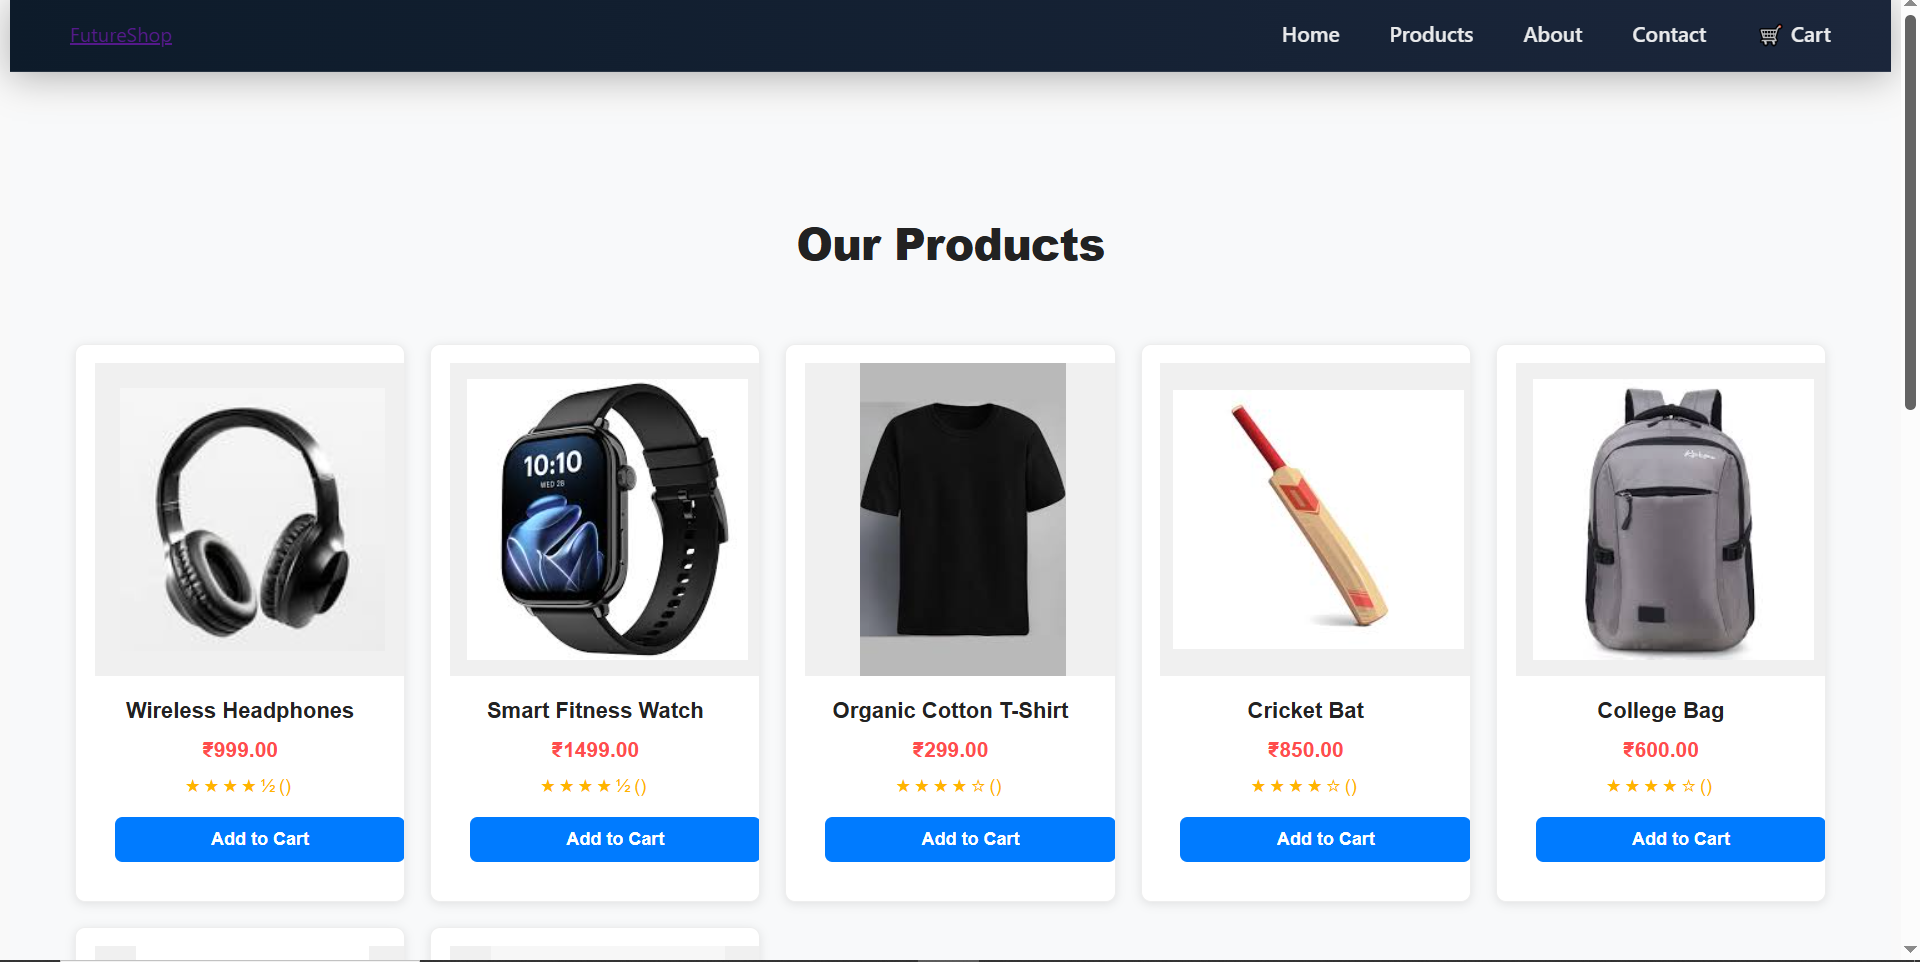 FutureShop
Home Products About Contact 🛒 Cart
Our Products
10:10
WED 28
Wireless Headphones
₹999.00
★★★★½ ()
Add to Cart
Smart Fitness Watch
₹1499.00
★★★★½ ()
Add to Cart
Organic Cotton T-Shirt
₹299.00
★★★★☆ ()
Add to Cart
Cricket Bat
₹850.00
★★★★☆ ()
Add to Cart
College Bag
₹600.00
★★★★☆ ()
Add to Cart